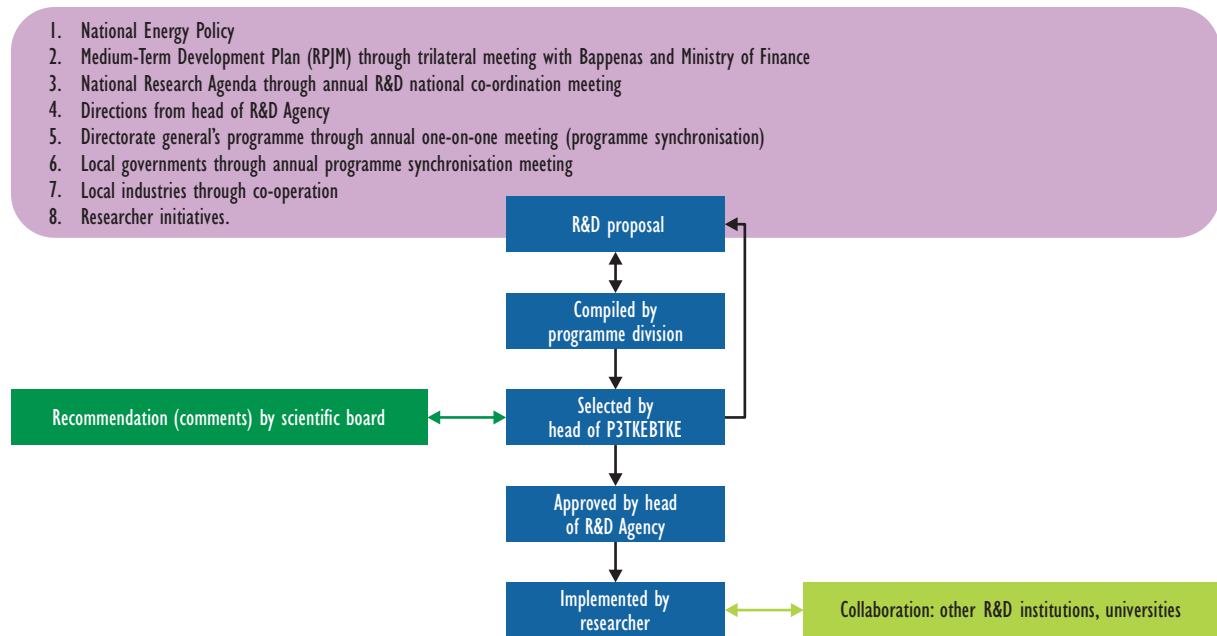 1. National Energy Policy
2. Medium-Term Development Plan (RPJM) through trilateral meeting with Bappenas and Ministry of Finance
3. National Research Agenda through annual R&D national co-ordination meeting
4. Directions from head of R&D Agency
5. Directorate general's programme through annual one-on-one meeting (programme synchronisation)
6. Local governments through annual programme synchronisation meeting
7. Local industries through co-operation
8. Researcher initiatives.
R&D proposal
Compiled by
programme division
Recommendation (comments) by scientific board
Selected by
head of P3TKEBTKE
Approved by head
of R&D Agency
Implemented by
researcher
Collaboration: other R&D institutions, universities